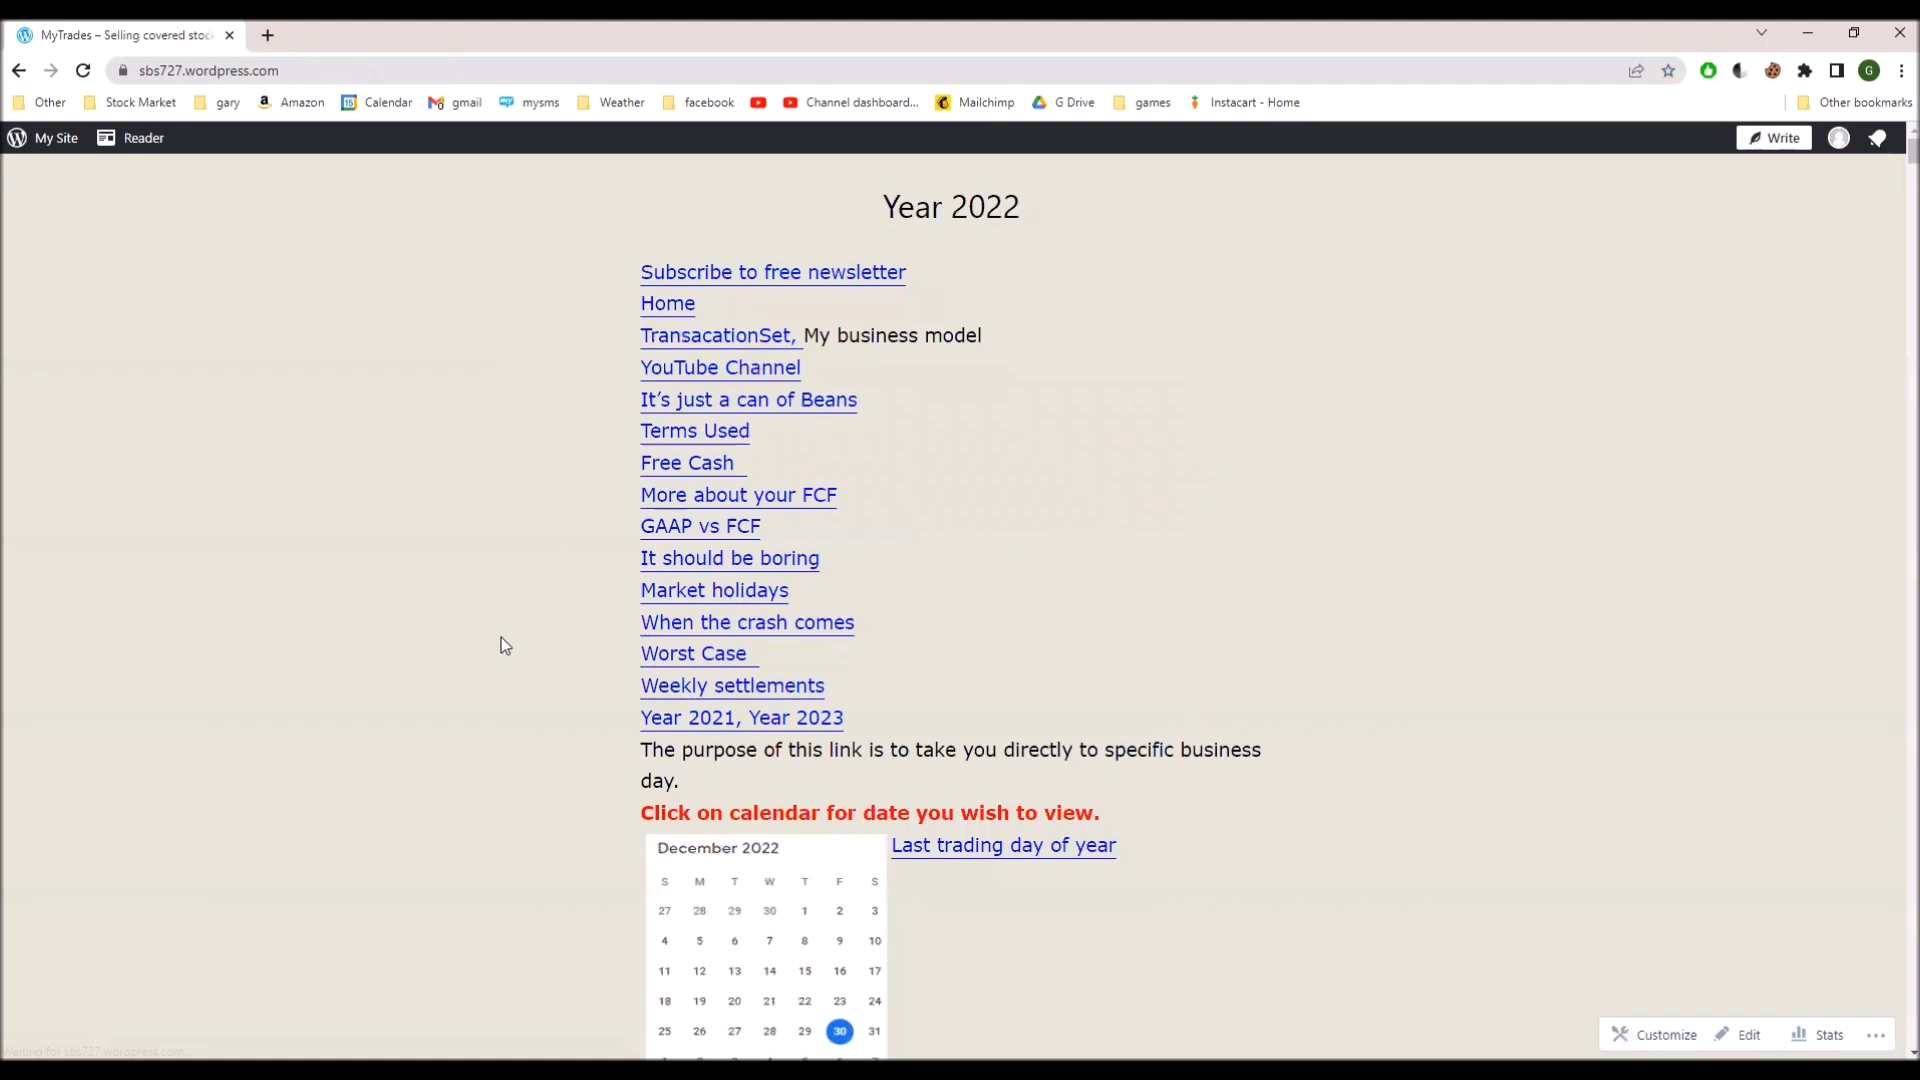 MyTrades – Selling covered stoc
sbs727.wordpress.com
G
Other Stock Market gary Amazon Calendar gmail mysms Weather facebook Channel dashboard... Mailchimp G Drive games Instacart - Home Other bookmarks
My Site Reader Write
Year 2022
Subscribe to free newsletter
Home
TransacationSet, My business model
YouTube Channel
It’s just a can of Beans
Terms Used
Free Cash
More about your FCF
GAAP vs FCF
It should be boring
Market holidays
When the crash comes
Worst Case
Weekly settlements
Year 2021, Year 2023
The purpose of this link is to take you directly to specific business
day.
Click on calendar for date you wish to view.
December 2022 Last trading day of year
S M T W T F S
27 28 29 30 1 2 3
4 5 6 7 8 9 10
11 12 13 14 15 16 17
18 19 20 21 22 23 24
25 26 27 28 29 30 31
Customize Edit Stats
Waiting for sbs727.wordpress.com...